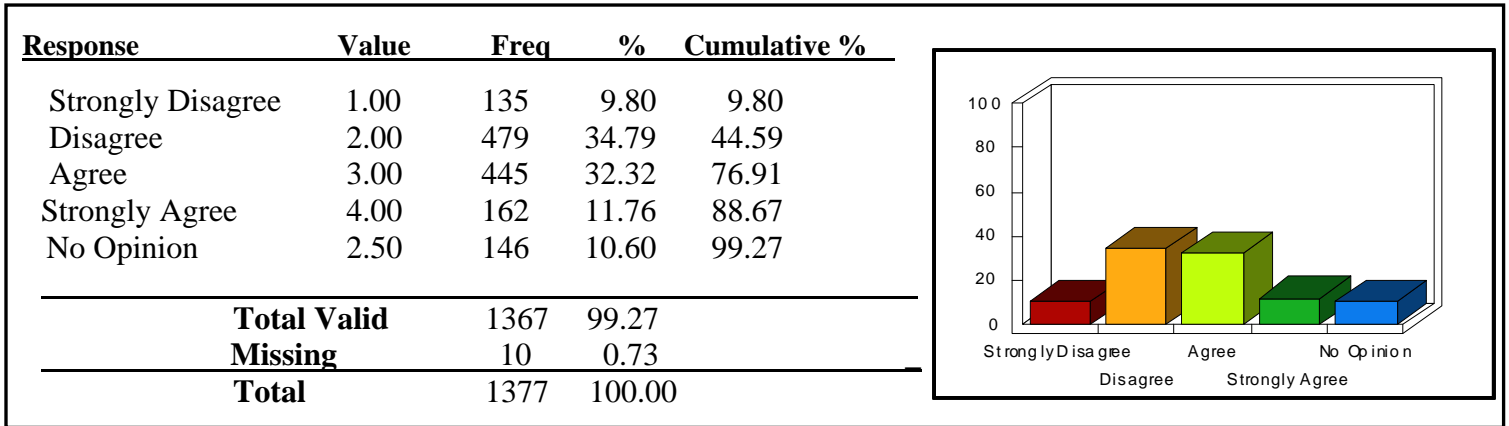 Response Value Freq % Cumulative %
Strongly Disagree 1.00 135 9.80 9.80
Disagree 2.00 479 34.79 44.59
Agree 3.00 445 32.32 76.91
Strongly Agree 4.00 162 11.76 88.67
No Opinion 2.50 146 10.60 99.27
Total Valid 1367 99.27
Missing 10 0.73
Total 1377 100.00
100
80
60
40
20
0
Strongly Disagree Agree No Opinion
Disagree Strongly Agree